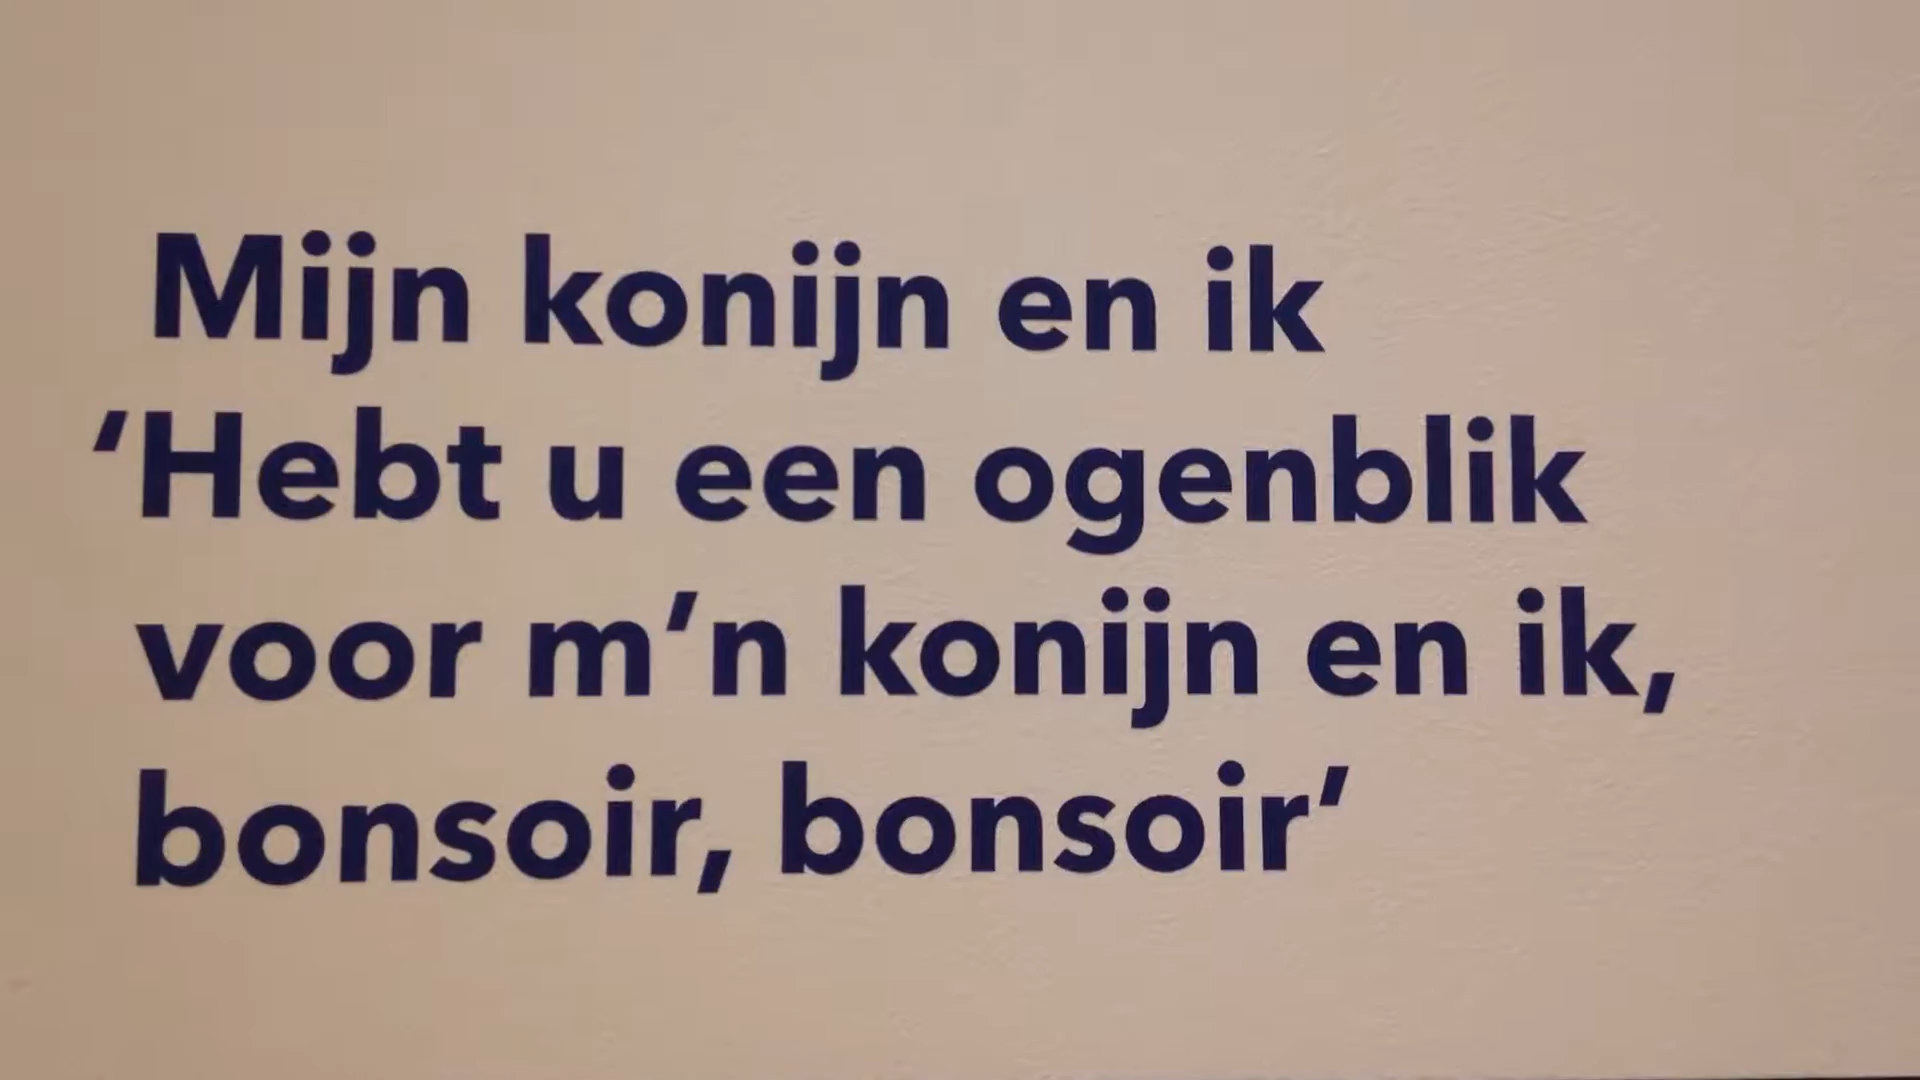 Mijn konijn en ik
‘Hebt u een ogenblik
voor m’n konijn en ik,
bonsoir, bonsoir’